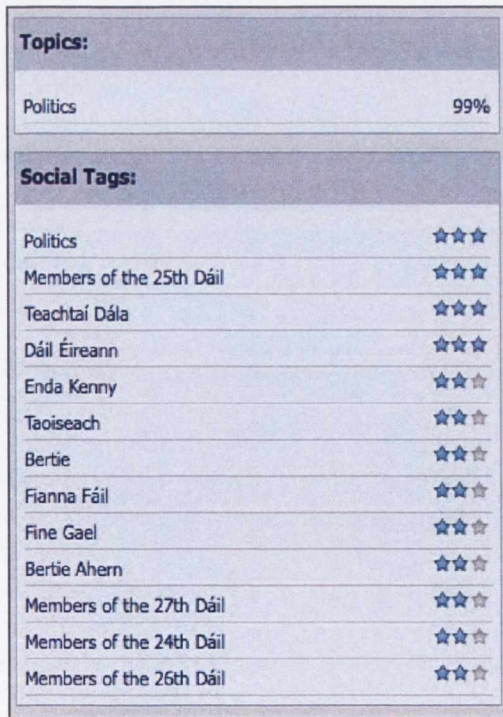 Topics:
Politics 99%
Social Tags:
Politics
Members of the 25th Dáil
Teachtaí Dála
Dáil Éireann
Enda Kenny
Taoiseach
Bertie
Fianna Fáil
Fine Gael
Bertie Ahern
Members of the 27th Dáil
Members of the 24th Dáil
Members of the 26th Dáil